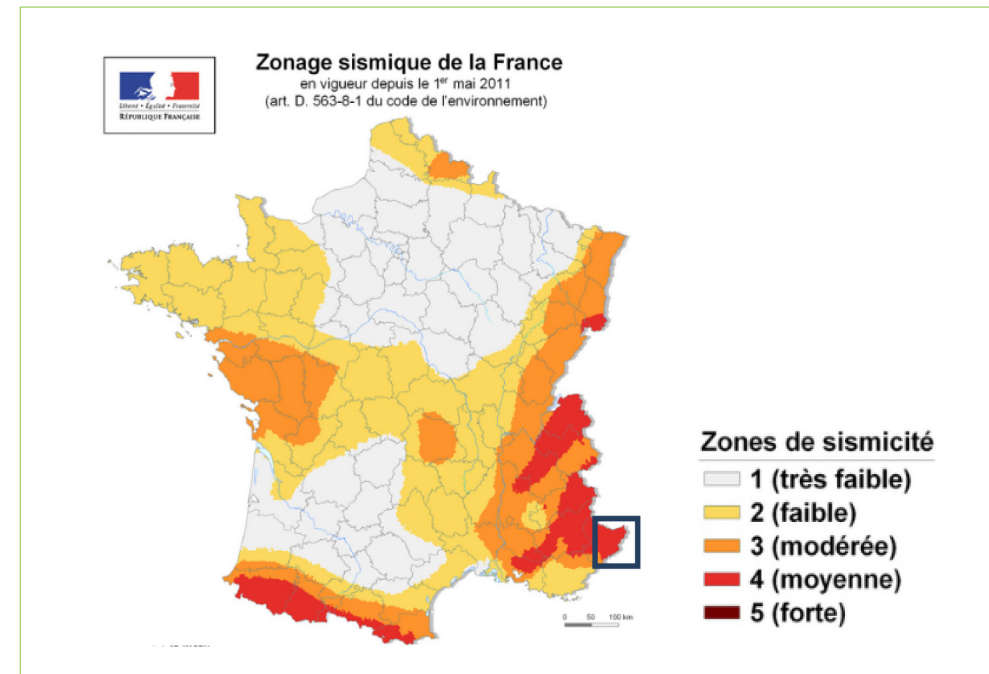 Zonage sismique de la France
en vigueur depuis le 1er mai 2011
(art. D. 563-8-1 du code de l'environnement)
Liberté • Égalité • Fraternité
RÉPUBLIQUE FRANÇAISE
Zones de sismicité
1 (très faible)
2 (faible)
3 (modérée)
4 (moyenne)
5 (forte)
0 50 100 km